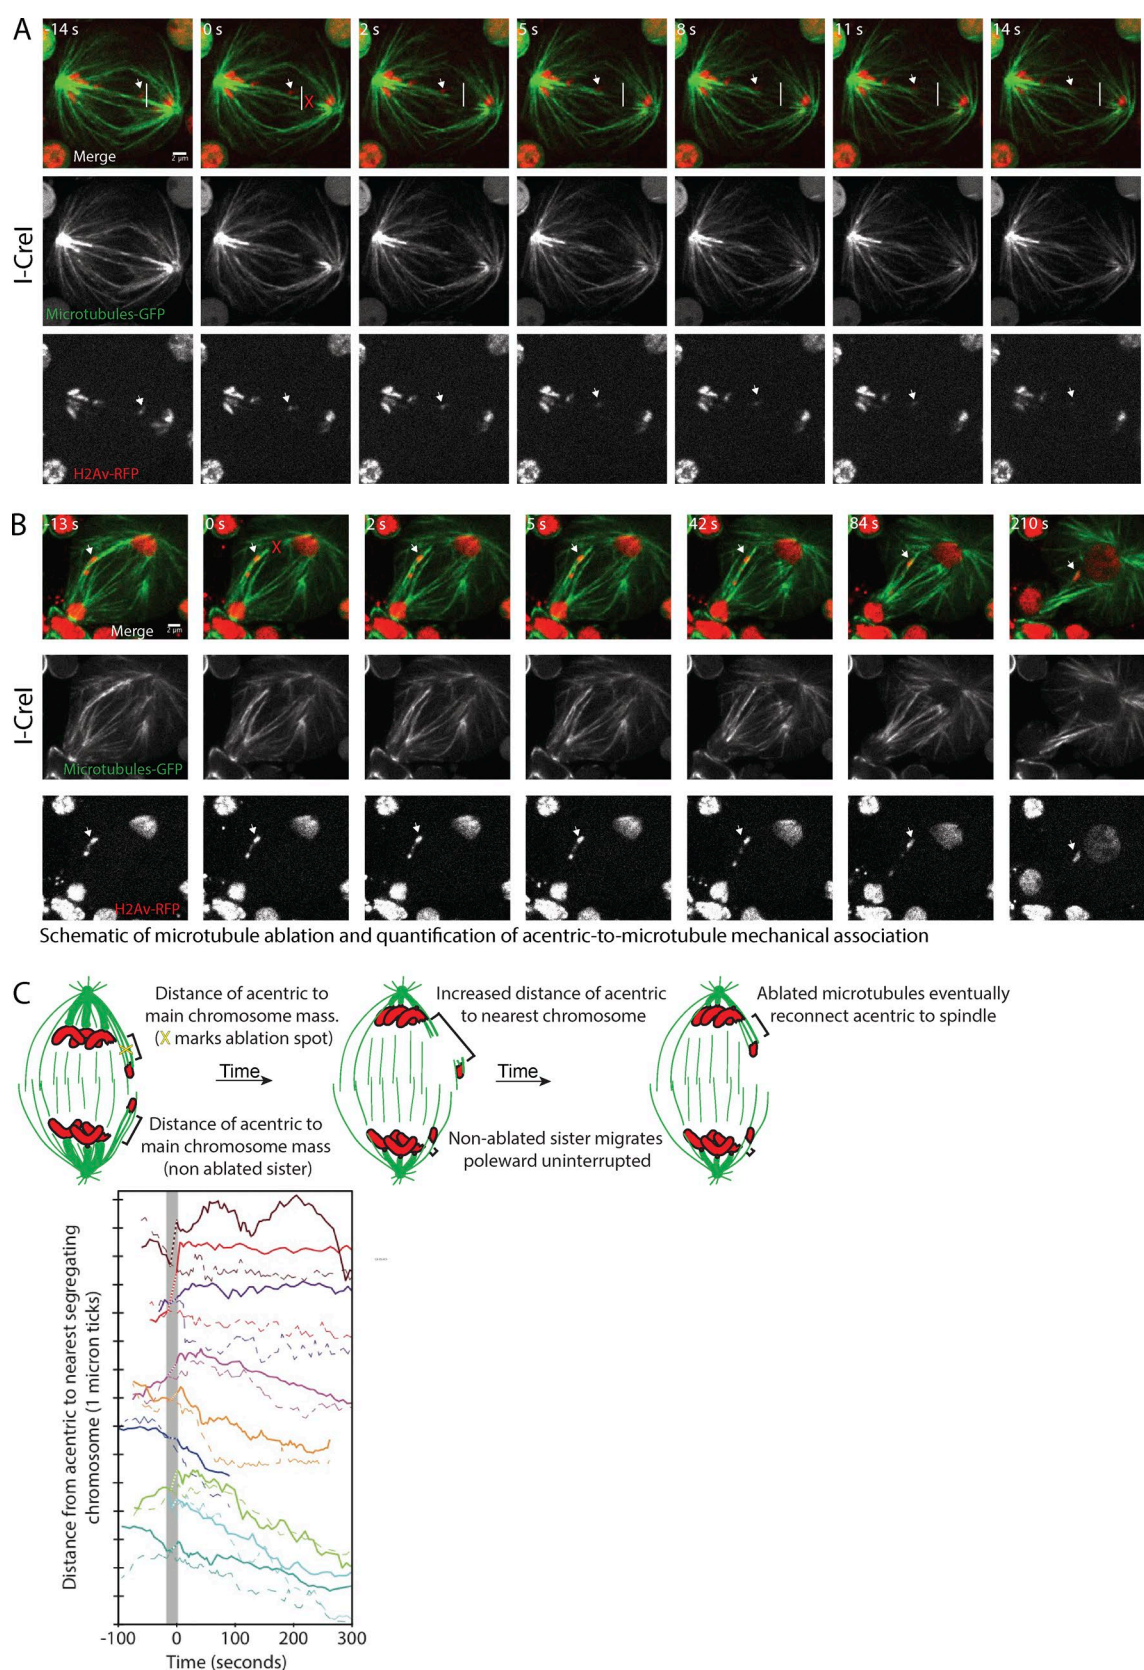 A
-14 s
0 s
2 s
5 s
8 s
11 s
14 s
X
Merge
2 µm
I-CreI
Microtubules-GFP
H2Av-RFP
B
-13 s
0 s
2 s
5 s
42 s
84 s
210 s
X
Merge
2 µm
I-CreI
Microtubules-GFP
H2Av-RFP
Schematic of microtubule ablation and quantification of acentric-to-microtubule mechanical association
C
Distance of acentric to
main chromosome mass.
(X marks ablation spot)
Time
Distance of acentric to
main chromosome mass
(non ablated sister)
Increased distance of acentric
to nearest chromosome
Time
Non-ablated sister migrates
poleward uninterrupted
Ablated microtubules eventually
reconnect acentric to spindle
Distance from acentric to nearest segregating
chromosome (1 micron ticks)
-100
0
100
200
300
Time (seconds)